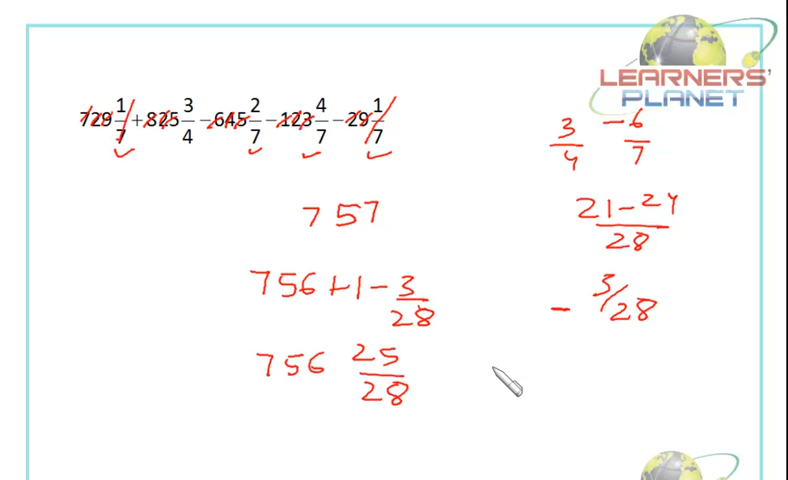 LEARNERS'
PLANET
729 1/7 + 825 3/4 − 645 2/7 − 123 4/7 − 29 1/7
3/4 − 6/7
757
21 − 24 / 28
756 + 1 − 3/28
− 3/28
756 25/28